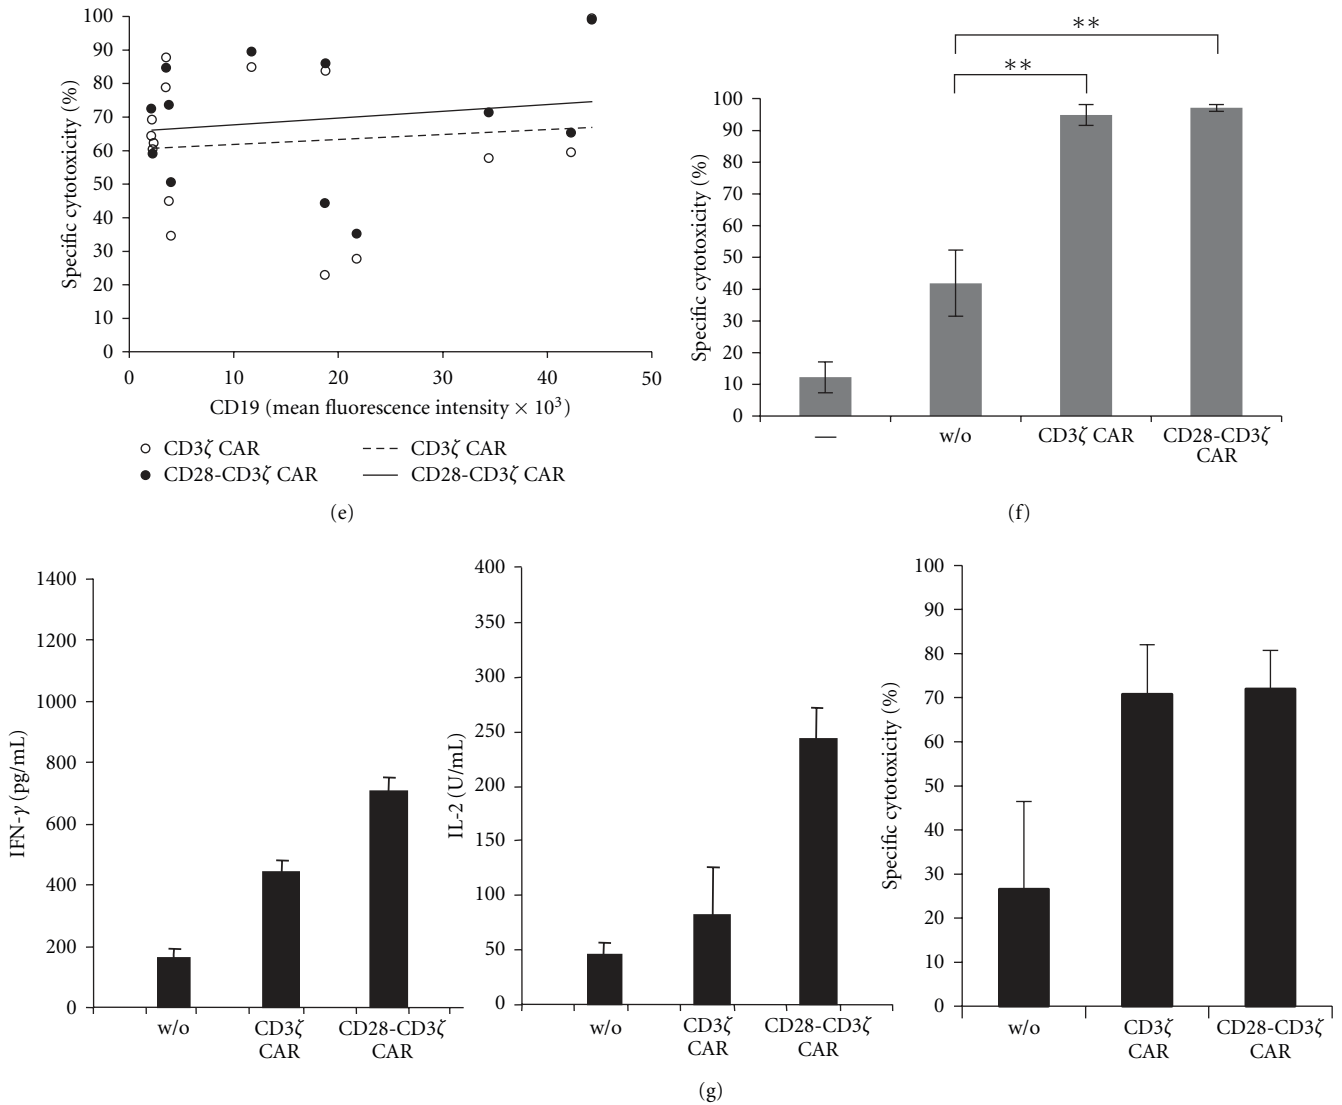 100
90
80
70
60
50
40
30
20
10
0
Specific cytotoxicity (%)
0 10 20 30 40 50
CD19 (mean fluorescence intensity × 10³)
CD3ζ CAR
CD28-CD3ζ CAR
CD3ζ CAR
CD28-CD3ζ CAR
(e)
**
**
100
90
80
70
60
50
40
30
20
10
0
Specific cytotoxicity (%)
— w/o CD3ζ CAR CD28-CD3ζ
CAR
(f)
1400
1200
1000
800
600
400
200
0
IFN-γ (pg/mL)
w/o CD3ζ CD28-CD3ζ
CAR CAR
400
350
300
250
200
150
100
50
0
IL-2 (U/mL)
w/o CD3ζ CD28-CD3ζ
CAR CAR
100
90
80
70
60
50
40
30
20
10
0
Specific cytotoxicity (%)
w/o CD3ζ CD28-CD3ζ
CAR CAR
(g)